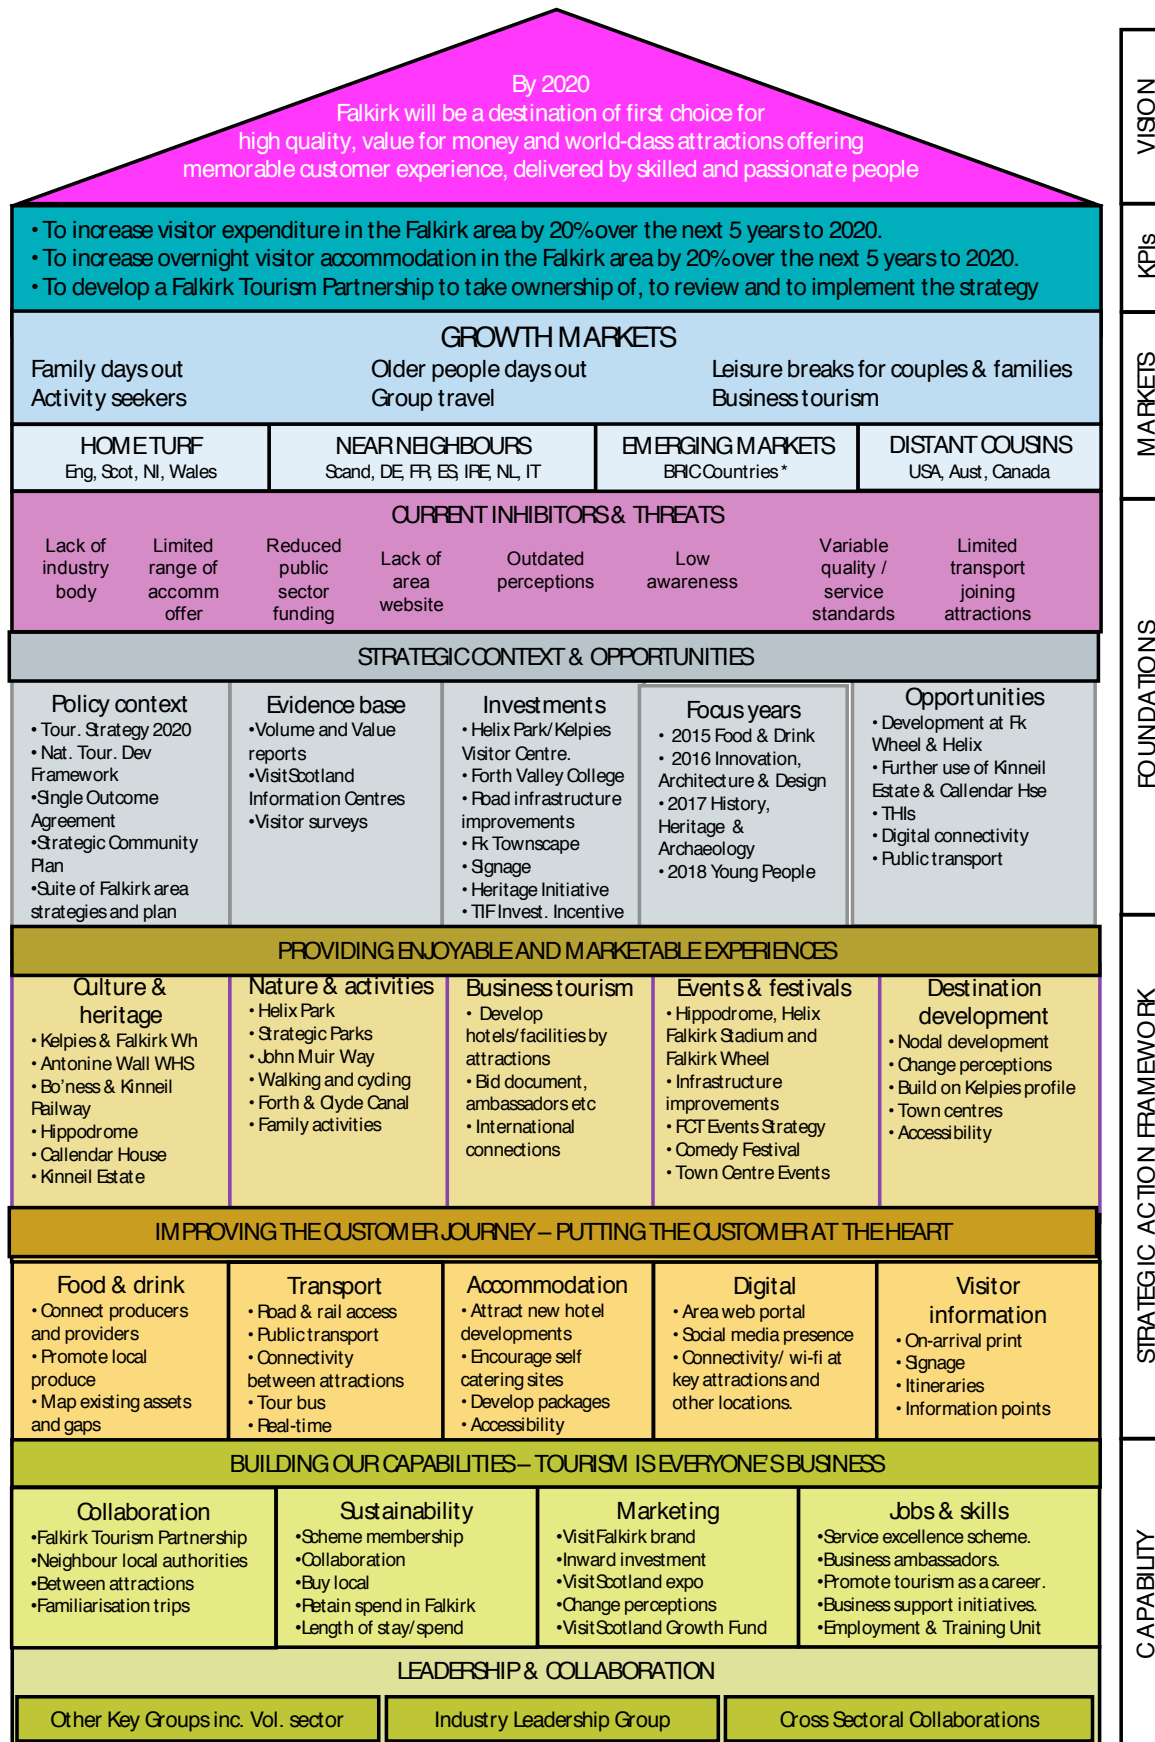 By 2020
Falkirk will be a destination of first choice for
high quality, value for money and world-class attractions offering
memorable customer experience, delivered by skilled and passionate people
VISION
• To increase visitor expenditure in the Falkirk area by 20% over the next 5 years to 2020.
• To increase overnight visitor accommodation in the Falkirk area by 20% over the next 5 years to 2020.
• To develop a Falkirk Tourism Partnership to take ownership of, to review and to implement the strategy
KPIs
GROWTH MARKETS
Family days out
Older people days out
Leisure breaks for couples & families
Activity seekers
Group travel
Business tourism
HOME TURF
Eng, Scot, NI, Wales
NEAR NEIGHBOURS
Scand, DE, FR, ES, IRE, NL, IT
EMERGING MARKETS
BRIC Countries *
DISTANT COUSINS
USA, Aust, Canada
MARKETS
CURRENT INHIBITORS & THREATS
Lack of
industry
body
Limited
range of
accomm
offer
Reduced
public
sector
funding
Lack of
area
website
Outdated
perceptions
Low
awareness
Variable
quality /
service
standards
Limited
transport
joining
attractions
STRATEGIC CONTEXT & OPPORTUNITIES
Policy context
• Tour. Strategy 2020
• Nat. Tour. Dev
Framework
•Single Outcome
Agreement
•Strategic Community
Plan
•Suite of Falkirk area
strategies and plan
Evidence base
•Volume and Value
reports
•VisitScotland
Information Centres
•Visitor surveys
Investments
• Helix Park/Kelpies
Visitor Centre.
• Forth Valley College
• Road infrastructure
improvements
• Fk Townscape
• Signage
• Heritage Initiative
• TIF Invest. Incentive
Focus years
• 2015 Food & Drink
• 2016 Innovation,
Architecture & Design
• 2017 History,
Heritage &
Archaeology
• 2018 Young People
Opportunities
• Development at Fk
Wheel & Helix
• Further use of Kinneil
Estate & Callendar Hse
• THIs
• Digital connectivity
• Public transport
FOUNDATIONS
PROVIDING ENJOYABLE AND MARKETABLE EXPERIENCES
Culture &
heritage
• Kelpies & Falkirk Wh
• Antonine Wall WHS
• Bo'ness & Kinneil
Railway
• Hippodrome
• Callendar House
• Kinneil Estate
Nature & activities
• Helix Park
• Strategic Parks
• John Muir Way
• Walking and cycling
• Forth & Clyde Canal
• Family activities
Business tourism
• Develop
hotels/facilities by
attractions
• Bid document,
ambassadors etc
• International
connections
Events & festivals
• Hippodrome, Helix
Falkirk Stadium and
Falkirk Wheel
• Infrastructure
improvements
• FCT Events Strategy
• Comedy Festival
• Town Centre Events
Destination
development
• Nodal development
• Change perceptions
• Build on Kelpies profile
• Town centres
• Accessibility
IMPROVING THE CUSTOMER JOURNEY – PUTTING THE CUSTOMER AT THE HEART
Food & drink
• Connect producers
and providers
• Promote local
produce
• Map existing assets
and gaps
Transport
• Road & rail access
• Public transport
• Connectivity
between attractions
• Tour bus
• Real-time
Accommodation
• Attract new hotel
developments
• Encourage self
catering sites
• Develop packages
• Accessibility
Digital
• Area web portal
• Social media presence
• Connectivity/ wi-fi at
key attractions and
other locations.
Visitor
information
• On-arrival print
• Signage
• Itineraries
• Information points
STRATEGIC ACTION FRAMEWORK
BUILDING OUR CAPABILITIES – TOURISM IS EVERYONE'S BUSINESS
Collaboration
•Falkirk Tourism Partnership
•Neighbour local authorities
•Between attractions
•Familiarisation trips
Sustainability
•Scheme membership
•Collaboration
•Buy local
•Retain spend in Falkirk
•Length of stay/spend
Marketing
•VisitFalkirk brand
•Inward investment
•VisitScotland expo
•Change perceptions
•VisitScotland Growth Fund
Jobs & skills
•Service excellence scheme.
•Business ambassadors.
•Promote tourism as a career.
•Business support initiatives.
•Employment & Training Unit
LEADERSHIP & COLLABORATION
Other Key Groups inc. Vol. sector
Industry Leadership Group
Cross Sectoral Collaborations
CAPABILITY